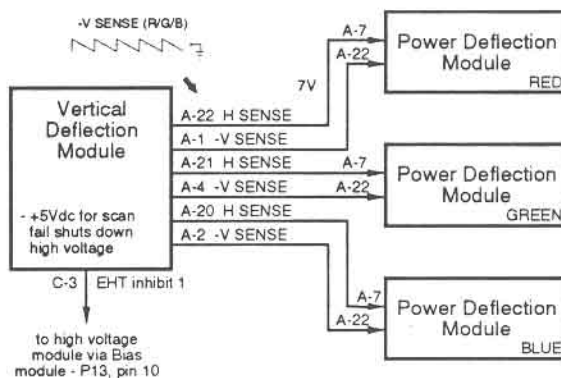 -V SENSE (R/G/B)
7V
A-7
A-22
Power Deflection
Module
RED
Vertical
Deflection
Module
- +5Vdc for scan
fail shuts down
high voltage
A-22 H SENSE
A-1 -V SENSE
A-21 H SENSE
A-4 -V SENSE
A-20 H SENSE
A-2 -V SENSE
A-7
A-22
Power Deflection
Module
GREEN
A-7
A-22
Power Deflection
Module
BLUE
C-3 EHT inhibit 1
to high voltage
module via Bias
module - P13, pin 10